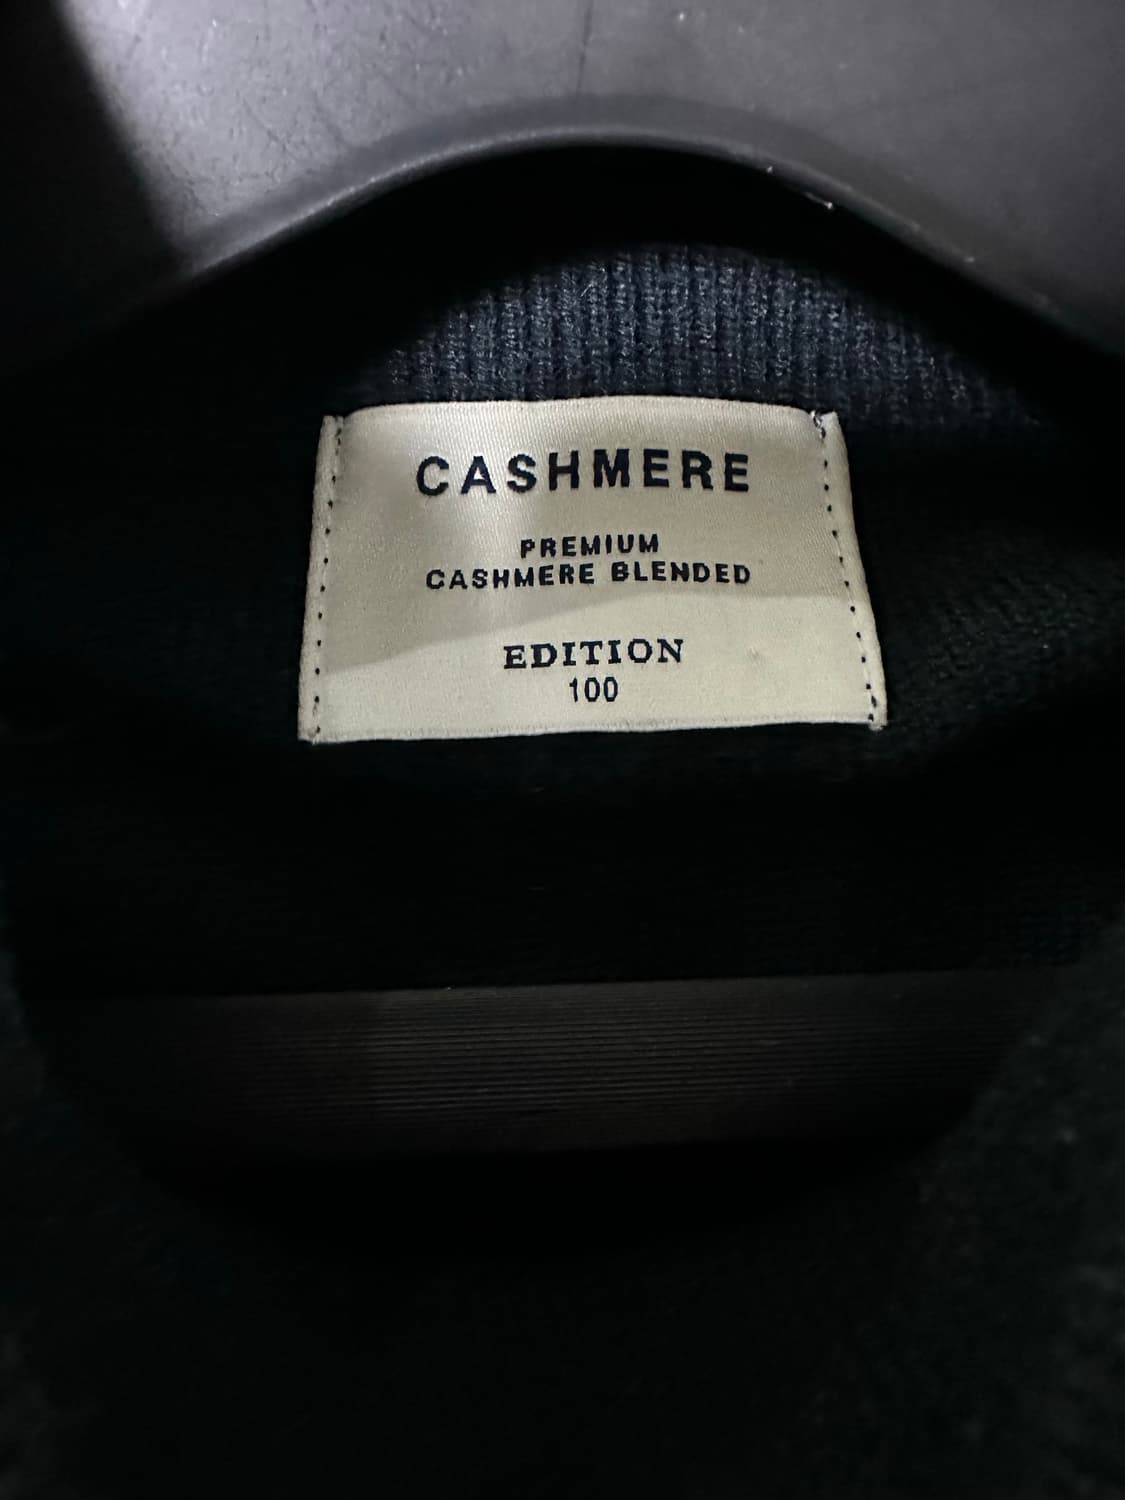 CASHMERE
PREMIUM
CASHMERE BLENDED
EDITION
100